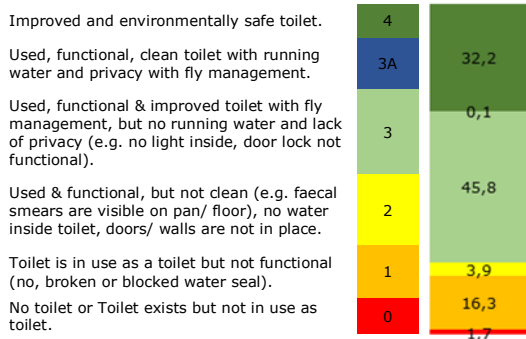 Improved and environmentally safe toilet.
4
Used, functional, clean toilet with running
water and privacy with fly management.
3A
32,2
Used, functional & improved toilet with fly
management, but no running water and lack
of privacy (e.g. no light inside, door lock not
functional).
3
0,1
45,8
Used & functional, but not clean (e.g. faecal
smears are visible on pan/ floor), no water
inside toilet, doors/ walls are not in place.
2
Toilet is in use as a toilet but not functional
(no, broken or blocked water seal).
1
3,9
16,3
No toilet or Toilet exists but not in use as
toilet.
0
1,7